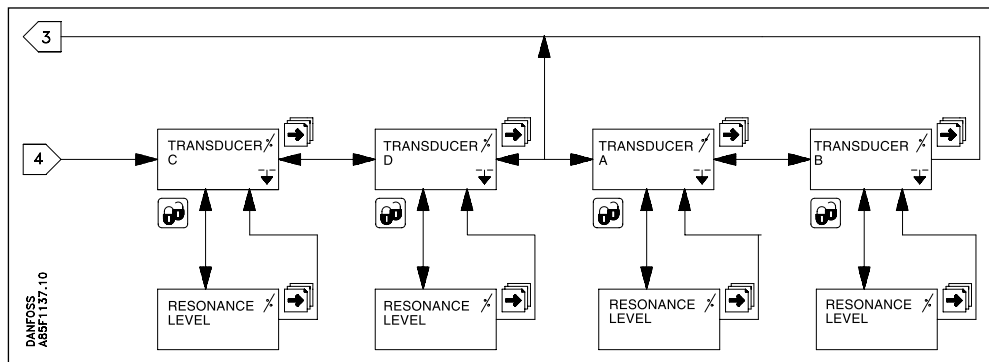 3
4
TRANSDUCER
C
TRANSDUCER
D
TRANSDUCER
A
TRANSDUCER
B
RESONANCE
LEVEL
RESONANCE
LEVEL
RESONANCE
LEVEL
RESONANCE
LEVEL
DANFOSS
A85F1137.10